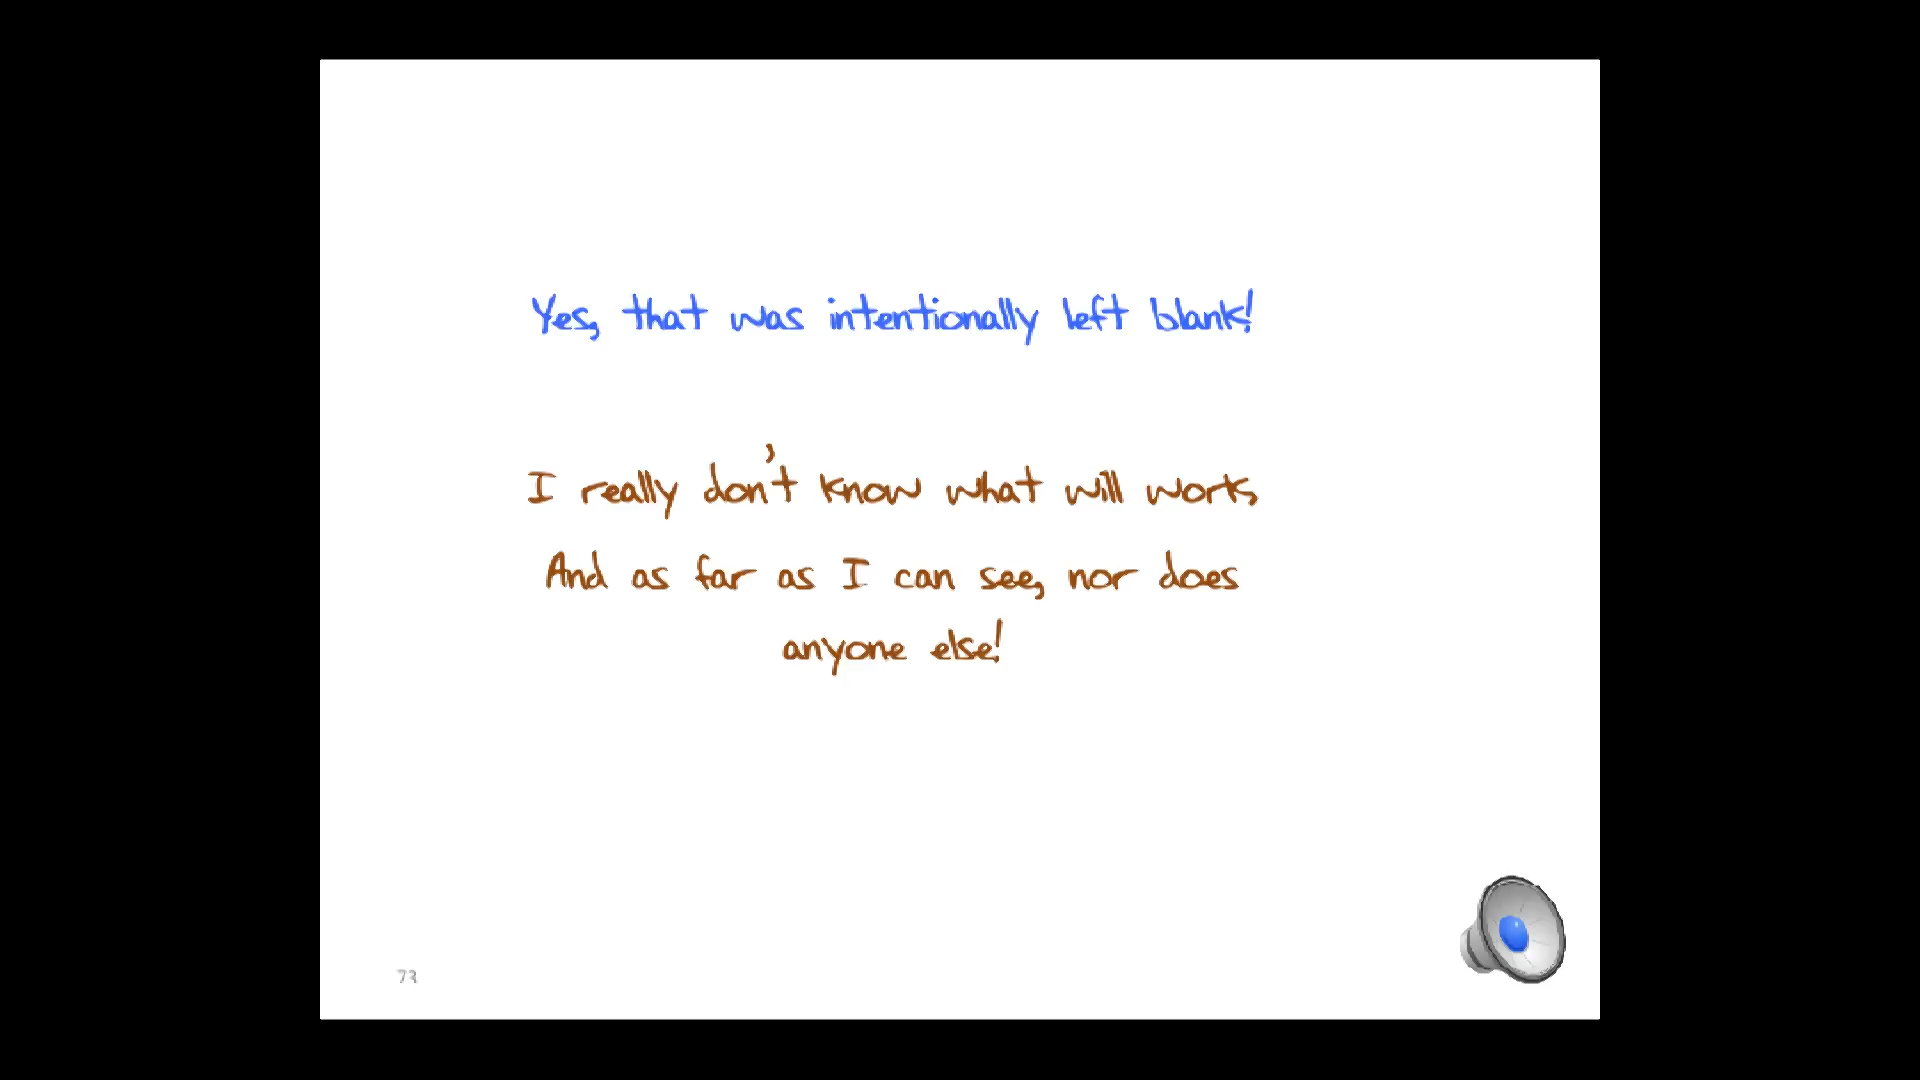 Yes, that was intentionally left blank!
I really don't know what will work,
And as far as I can see, nor does
anyone else!
73